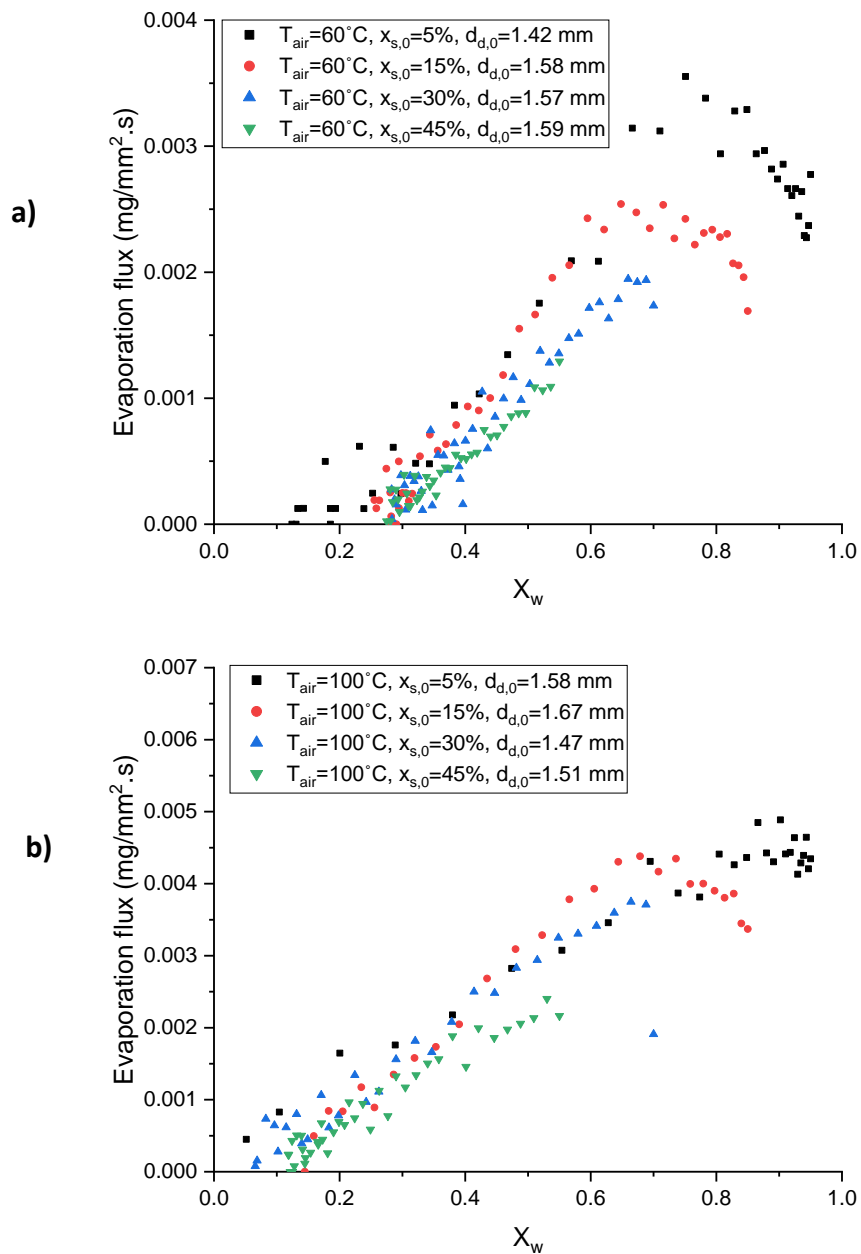 a)
Evaporation flux (mg/mm².s)
0.004
0.003
0.002
0.001
0.000
T_air=60˚C, x_s,0=5%, d_d,0=1.42 mm
T_air=60˚C, x_s,0=15%, d_d,0=1.58 mm
T_air=60˚C, x_s,0=30%, d_d,0=1.57 mm
T_air=60˚C, x_s,0=45%, d_d,0=1.59 mm
0.0 0.2 0.4 0.6 0.8 1.0
X_w
b)
Evaporation flux (mg/mm².s)
0.007
0.006
0.005
0.004
0.003
0.002
0.001
0.000
T_air=100˚C, x_s,0=5%, d_d,0=1.58 mm
T_air=100˚C, x_s,0=15%, d_d,0=1.67 mm
T_air=100˚C, x_s,0=30%, d_d,0=1.47 mm
T_air=100˚C, x_s,0=45%, d_d,0=1.51 mm
0.0 0.2 0.4 0.6 0.8 1.0
X_w